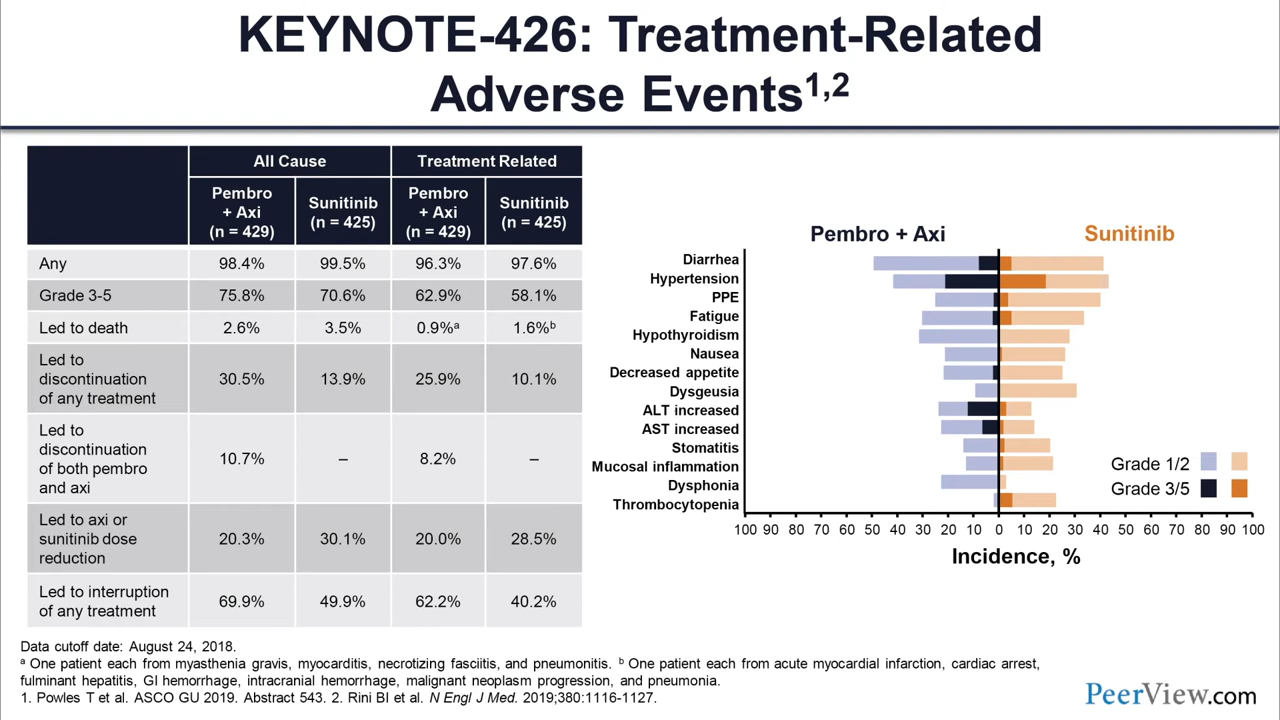 KEYNOTE-426: Treatment-Related
Adverse Events1,2
All Cause
Treatment Related
Pembro + Axi (n = 429)
Sunitinib (n = 425)
Pembro + Axi (n = 429)
Sunitinib (n = 425)
Any 98.4% 99.5% 96.3% 97.6%
Grade 3-5 75.8% 70.6% 62.9% 58.1%
Led to death 2.6% 3.5% 0.9%a 1.6%b
Led to discontinuation of any treatment 30.5% 13.9% 25.9% 10.1%
Led to discontinuation of both pembro and axi 10.7% – 8.2% –
Led to axi or sunitinib dose reduction 20.3% 30.1% 20.0% 28.5%
Led to interruption of any treatment 69.9% 49.9% 62.2% 40.2%
Pembro + Axi
Sunitinib
Diarrhea
Hypertension
PPE
Fatigue
Hypothyroidism
Nausea
Decreased appetite
Dysgeusia
ALT increased
AST increased
Stomatitis
Mucosal inflammation
Dysphonia
Thrombocytopenia
Grade 1/2
Grade 3/5
100 90 80 70 60 50 40 30 20 10 0 10 20 30 40 50 60 70 80 90 100
Incidence, %
Data cutoff date: August 24, 2018.
a One patient each from myasthenia gravis, myocarditis, necrotizing fasciitis, and pneumonitis. b One patient each from acute myocardial infarction, cardiac arrest,
fulminant hepatitis, GI hemorrhage, intracranial hemorrhage, malignant neoplasm progression, and pneumonia.
1. Powles T et al. ASCO GU 2019. Abstract 543. 2. Rini BI et al. N Engl J Med. 2019;380:1116-1127.
PeerView.com